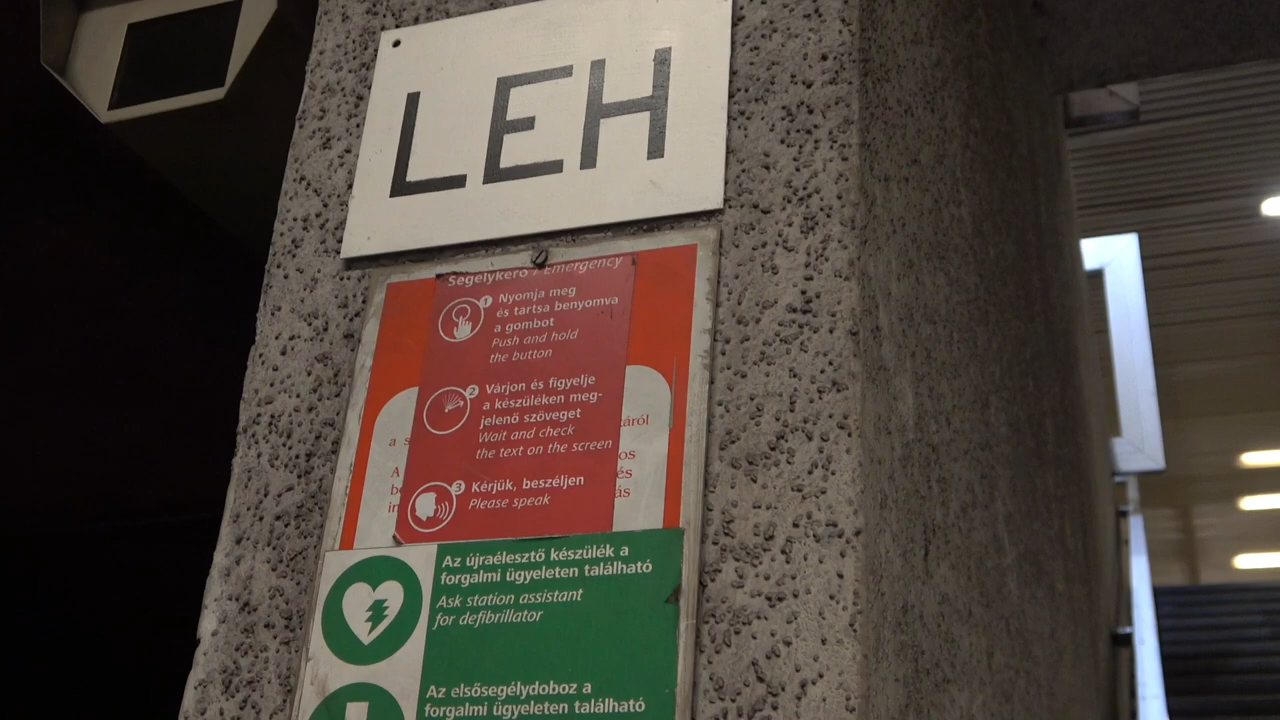 LEH
Segélykérő / Emergency
1 Nyomja meg
és tartsa benyomva
a gombot
Push and hold
the button
2 Várjon és figyelje
a készüléken meg-
jelenő szöveget
Wait and check
the text on the screen
3 Kérjük, beszéljen
Please speak
Az újraélesztő készülék a
forgalmi ügyeleten található
Ask station assistant
for defibrillator
Az elsősegélydoboz a
forgalmi ügyeleten található